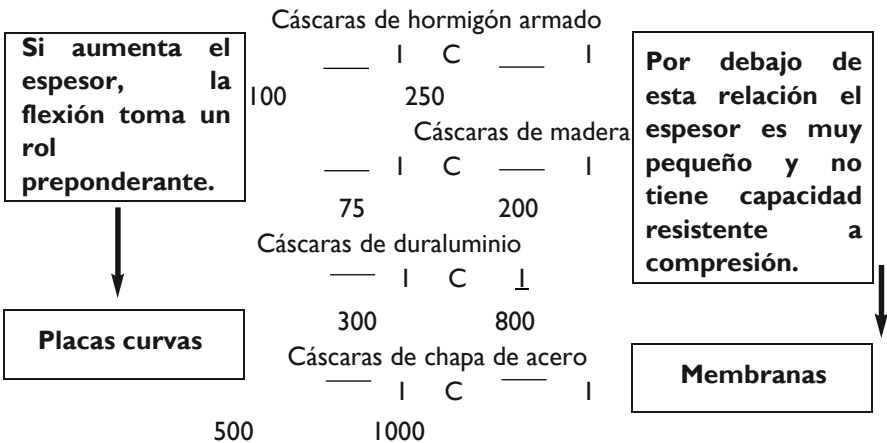 Cáscaras de hormigón armado
Si aumenta el
espesor, la
flexión toma un
rol
preponderante.
I C I
100 250
Cáscaras de madera
I C I
75 200
Cáscaras de duraluminio
I C I
300 800
Cáscaras de chapa de acero
I C I
500 1000
Placas curvas
Por debajo de
esta relación el
espesor es muy
pequeño y no
tiene capacidad
resistente a
compresión.
Membranas